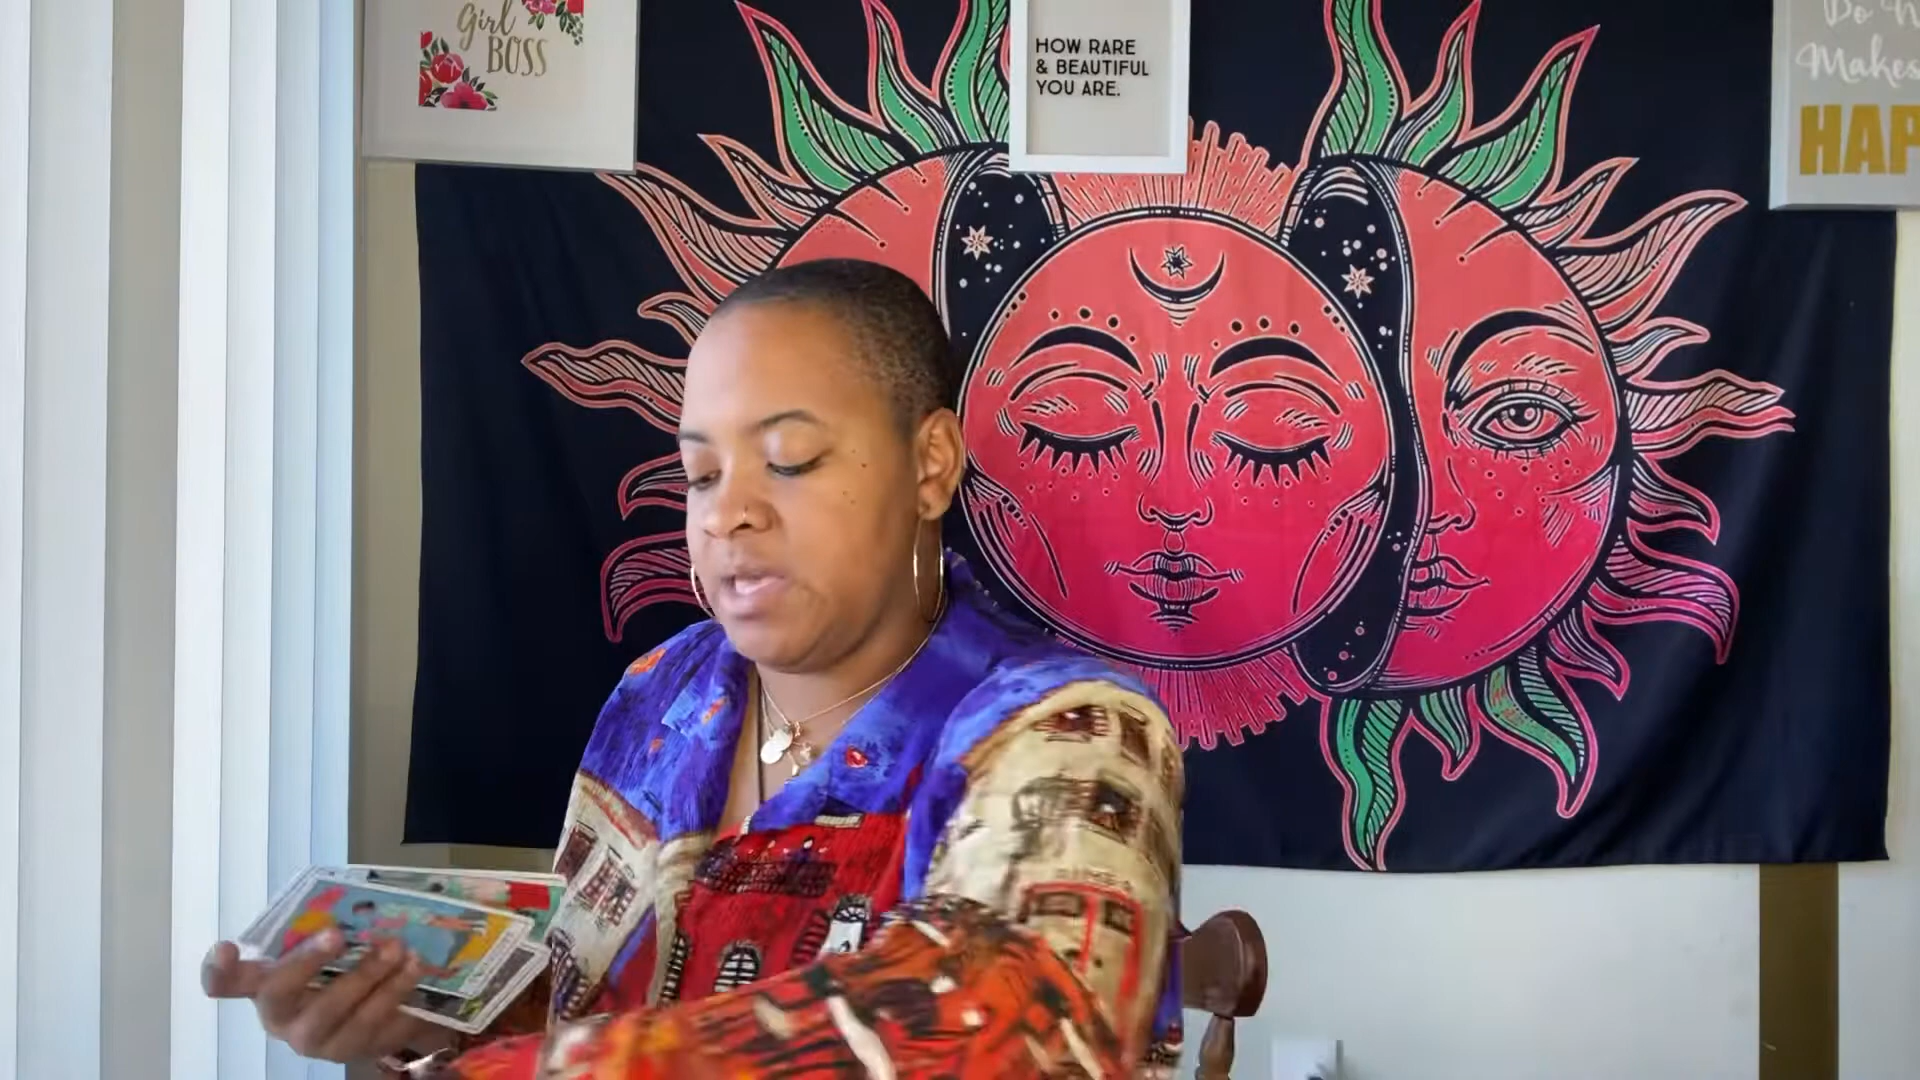 Girl
BOSS
HOW RARE
& BEAUTIFUL
YOU ARE.
Makes
HAP